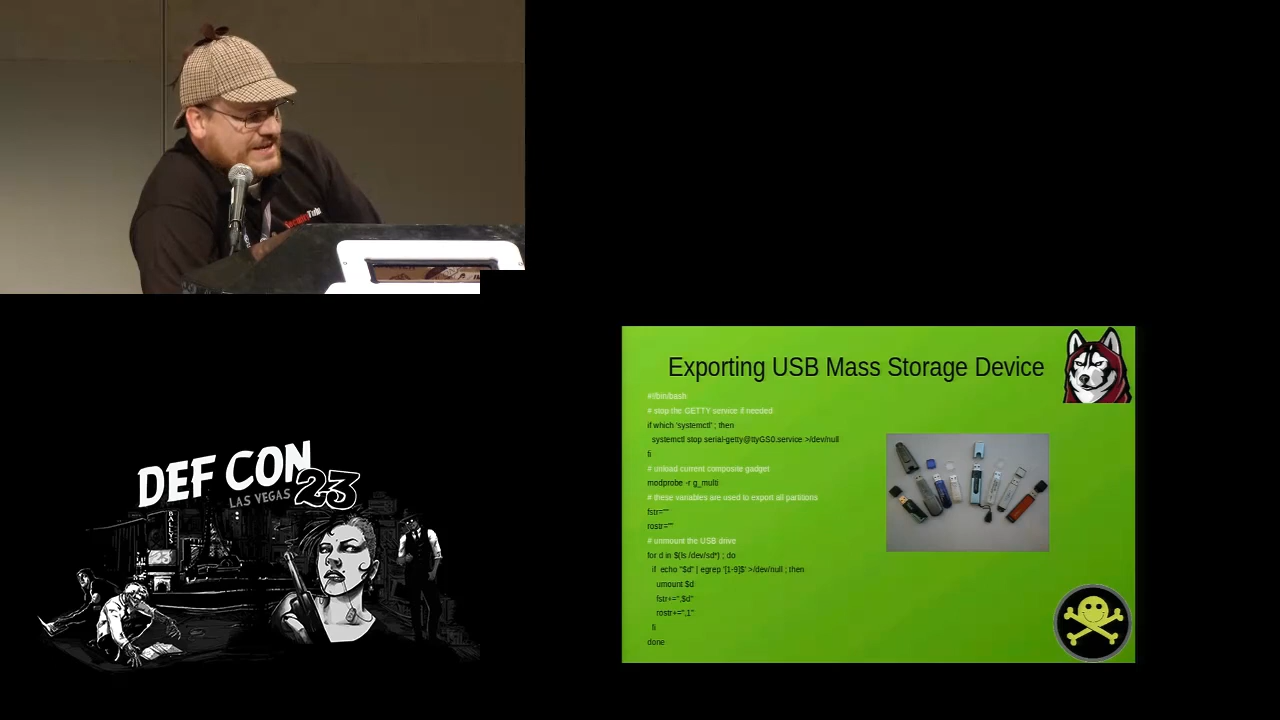 Exporting USB Mass Storage Device
#!/bin/bash
# stop the GETTY service if needed
if which 'systemctl' ; then
systemctl stop serial-getty@ttyGS0.service >/dev/null
fi
# unload current composite gadget
modprobe -r g_multi
# these variables are used to export all partitions
fstr=""
rostr=""
# unmount the USB drive
for d in $(ls /dev/sd*) ; do
if echo "$d" | egrep '[1-9]$' >/dev/null ; then
umount $d
fstr+=",$d"
rostr+=",1"
fi
done
DEF CON
LAS VEGAS 23
BALLYS